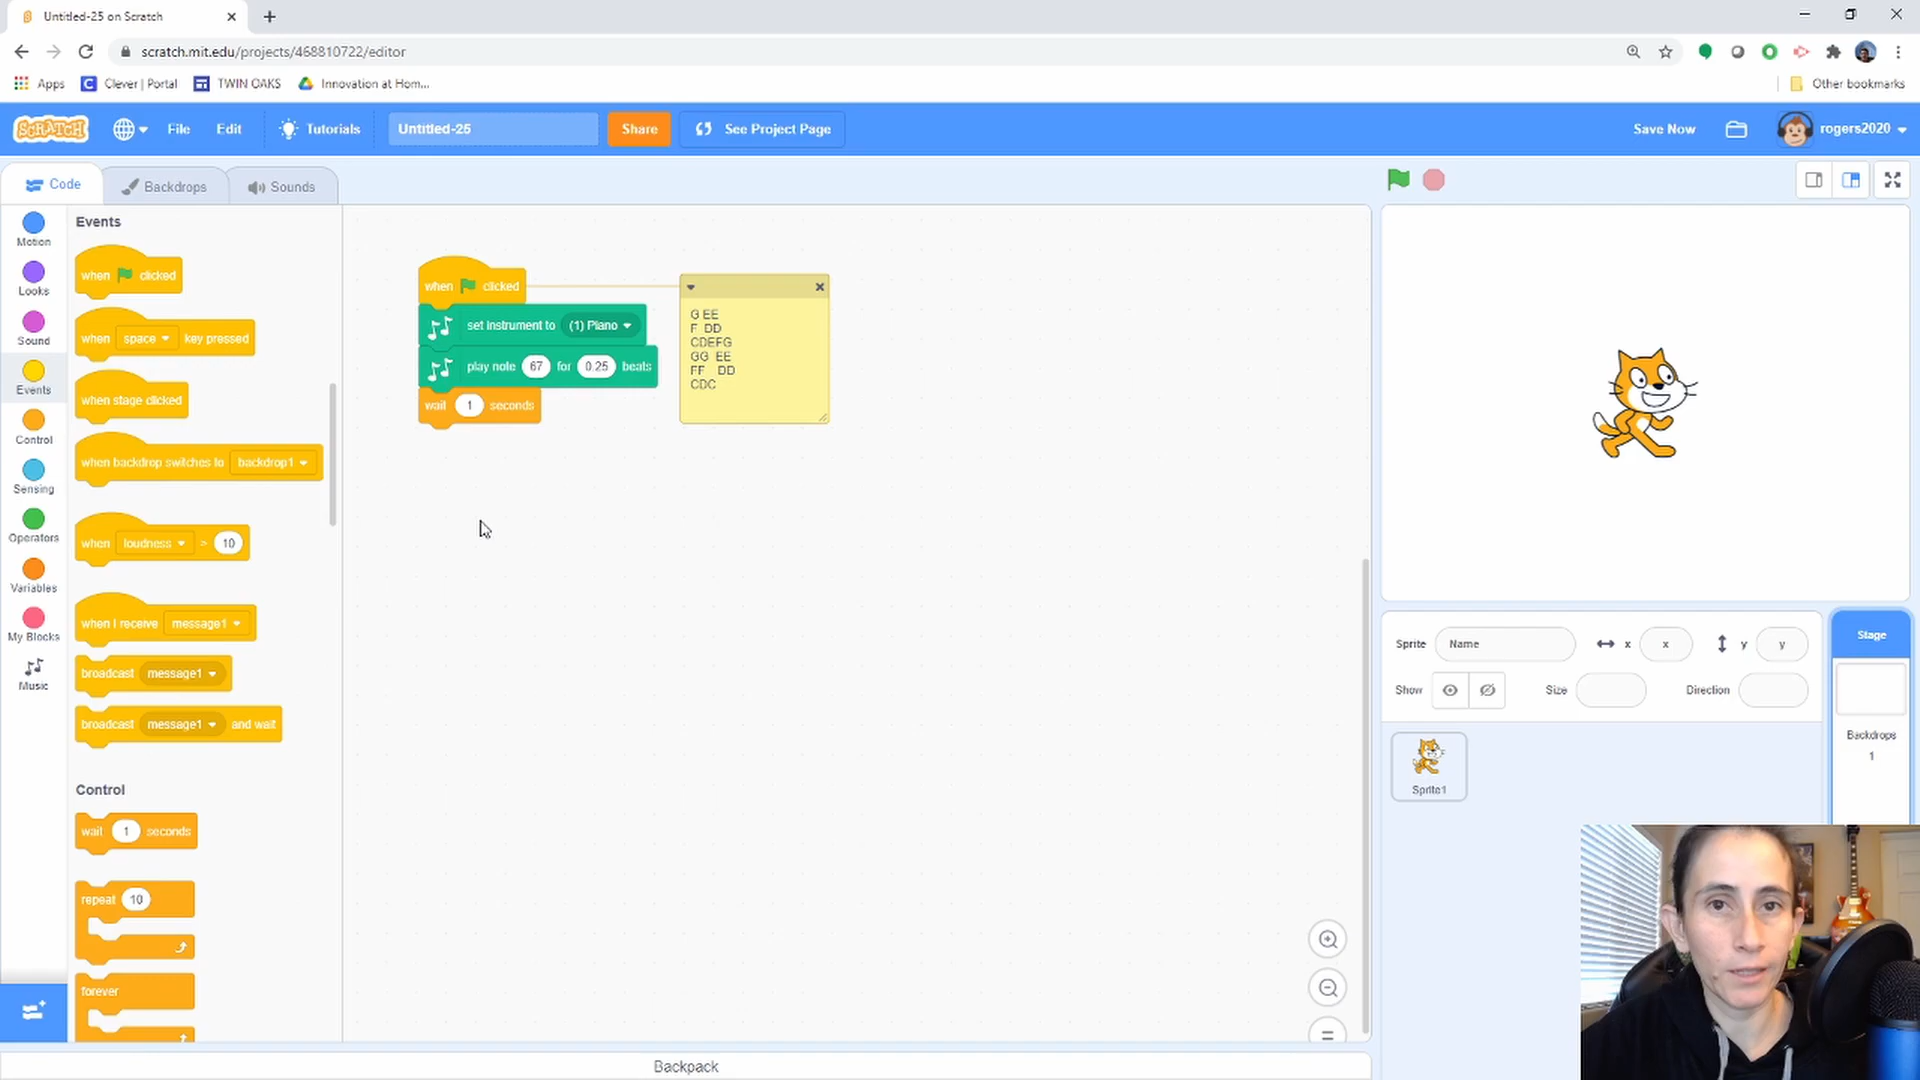 Untitled-25 on Scratch
scratch.mit.edu/projects/468810722/editor
Apps
Clever | Portal
TWIN OAKS
Innovation at Hom...
Other bookmarks
SCRATCH
File
Edit
Tutorials
Untitled-25
Share
See Project Page
Save Now
rogers2020
Code
Backdrops
Sounds
Motion
Looks
Sound
Events
Control
Sensing
Operators
Variables
My Blocks
Music
Events
when clicked
when space key pressed
when stage clicked
when backdrop switches to backdrop1
when loudness > 10
when I receive message1
broadcast message1
broadcast message1 and wait
Control
wait 1 seconds
repeat 10
forever
when clicked
set instrument to (1) Piano
play note 67 for 0.25 beats
wait 1 seconds
G EE
F DD
CDEFG
GG EE
FF DD
CDC
Sprite
Name
x
x
y
y
Show
Size
Direction
Sprite1
Stage
Backdrops
1
Backpack